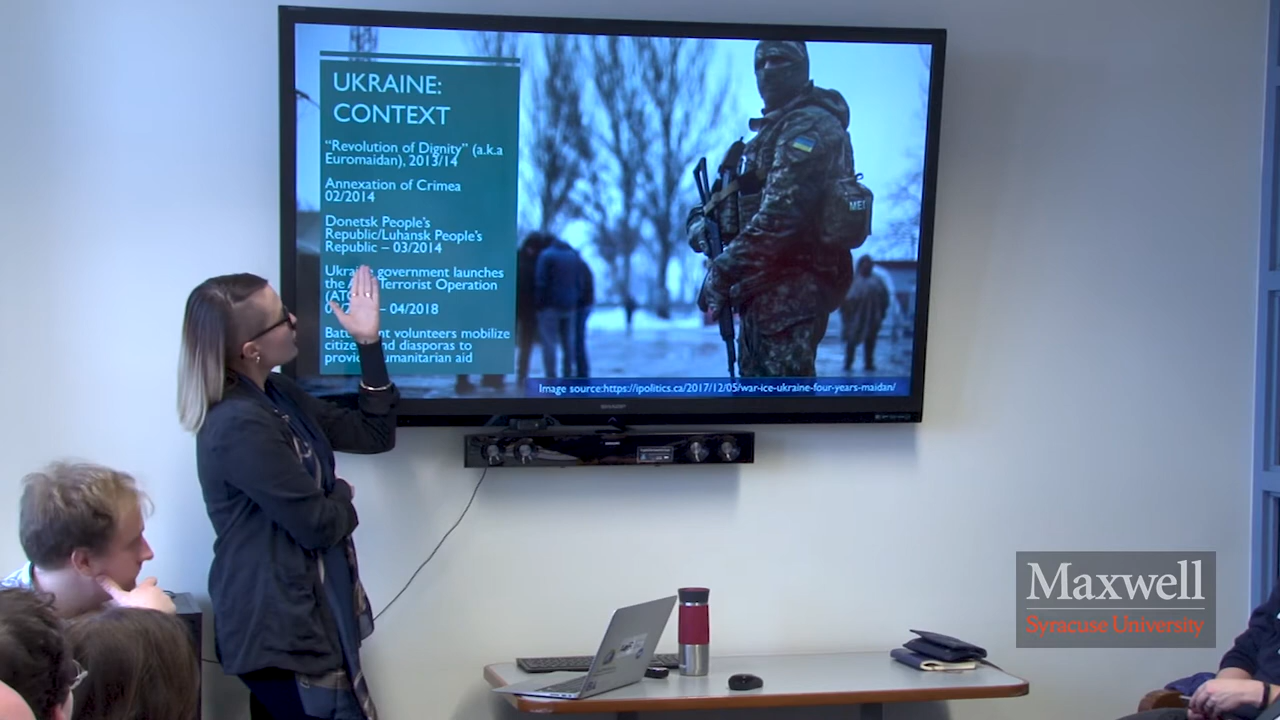 UKRAINE:
CONTEXT
"Revolution of Dignity" (a.k.a
Euromaidan), 2013/14
Annexation of Crimea
02/2014
Donetsk People's
Republic/Luhansk People's
Republic – 03/2014
government launches
the Terrorist Operation
– 04/2018
volunteers mobilize
diasporas to
humanitarian aid
Image source:https://ipolitics.ca/2017/12/05/war-ice-ukraine-four-years-maidan/
SHARP
Maxwell
Syracuse University